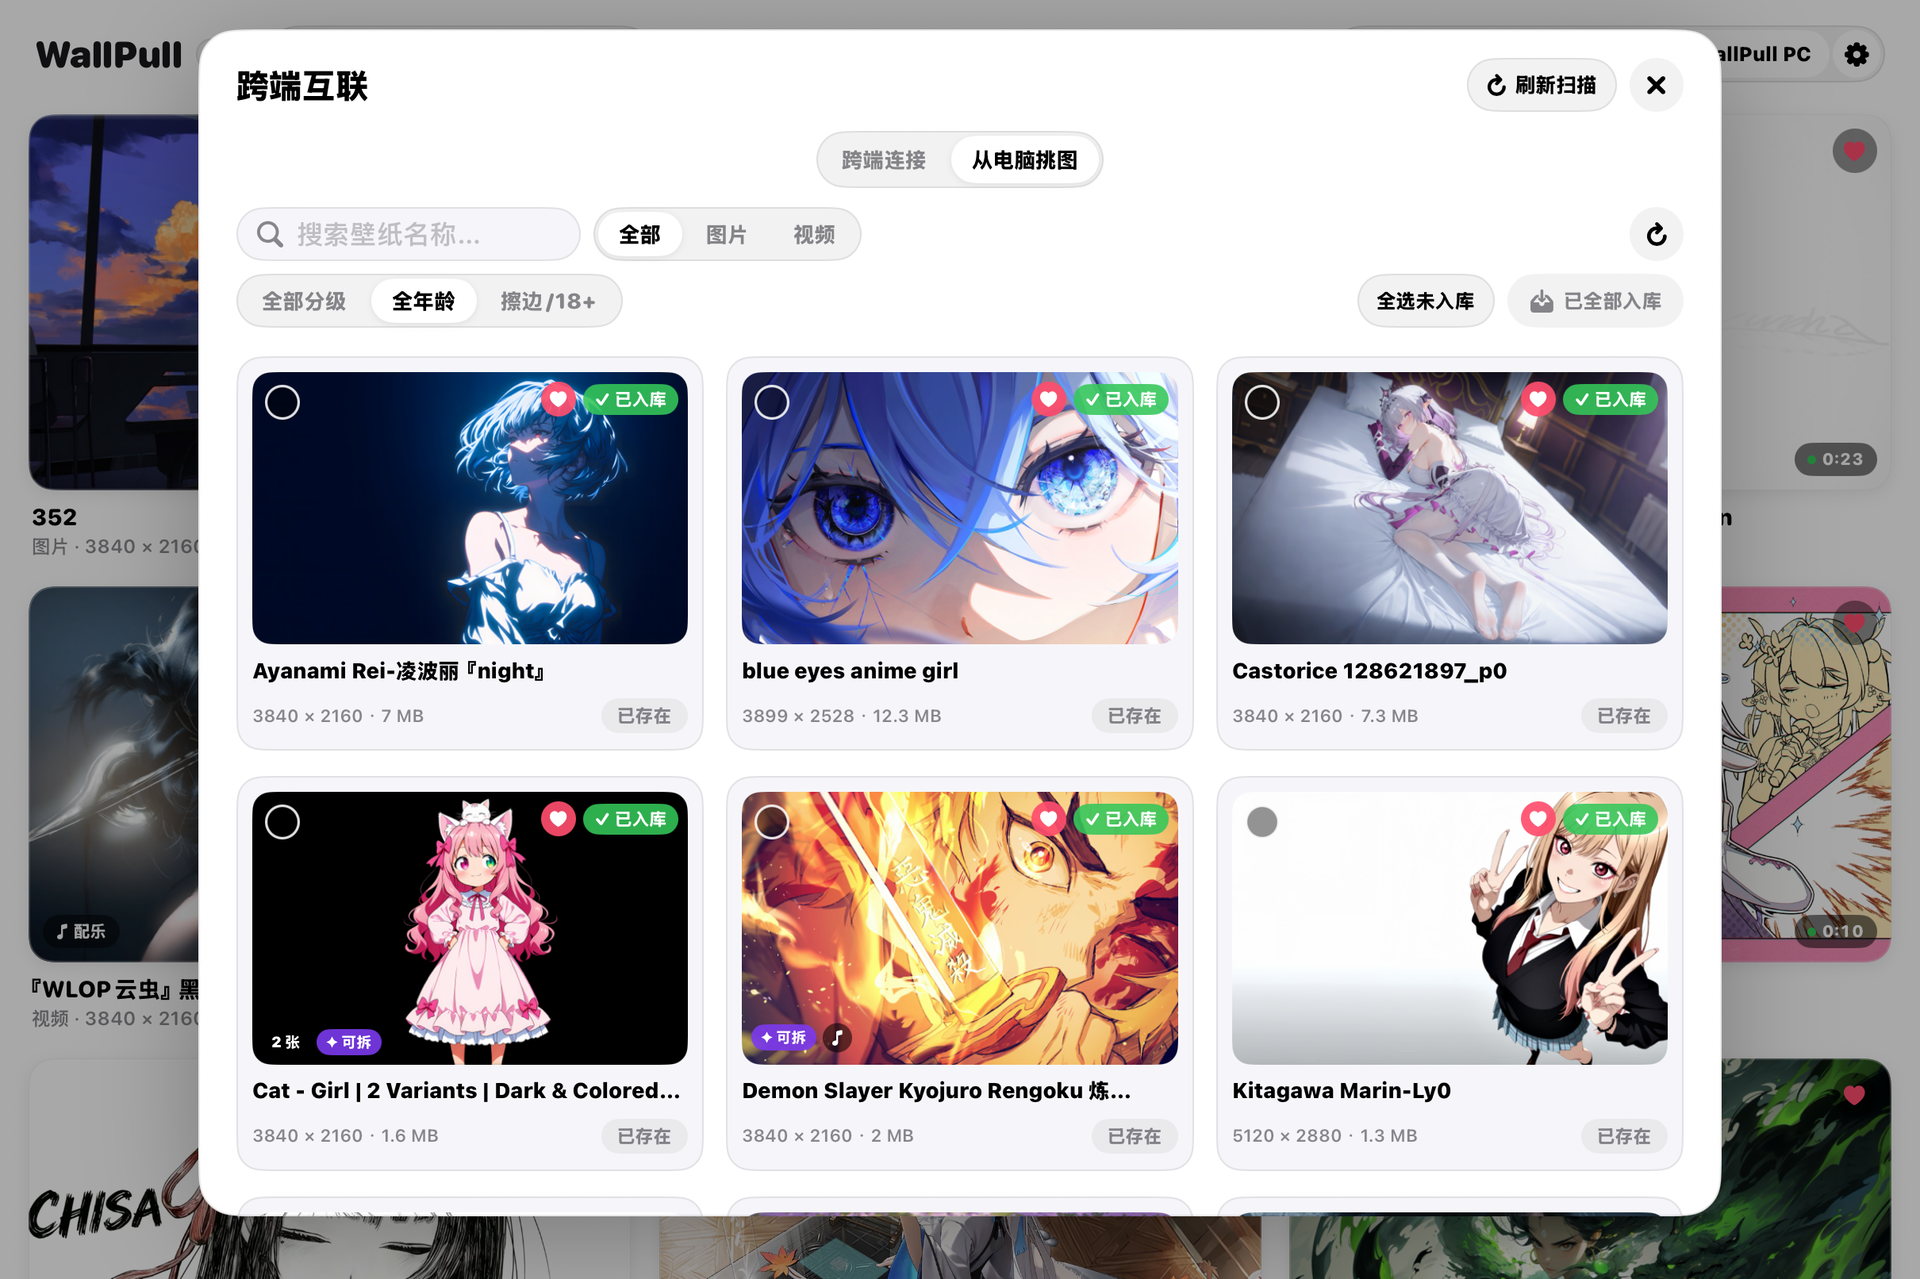 WallPull
跨端互联
刷新扫描
allPull PC
跨端连接
从电脑挑图
搜索壁纸名称...
全部
图片
视频
全部分级
全年龄
擦边/18+
全选未入库
已全部入库
已入库
已入库
已入库
0:23
352
图片 · 3840 × 2160
n
Ayanami Rei-凌波丽『night』
blue eyes anime girl
Castorice 128621897_p0
3840 × 2160 · 7 MB
已存在
3899 × 2528 · 12.3 MB
已存在
3840 × 2160 · 7.3 MB
已存在
已入库
已入库
已入库
悪鬼滅殺
配乐
0:10
2 张
可拆
可拆
『WLOP 云虫』黑
视频 · 3840 × 2160
Cat - Girl | 2 Variants | Dark & Colored...
Demon Slayer Kyojuro Rengoku 炼...
Kitagawa Marin-Ly0
3840 × 2160 · 1.6 MB
已存在
3840 × 2160 · 2 MB
已存在
5120 × 2880 · 1.3 MB
已存在
CHISA